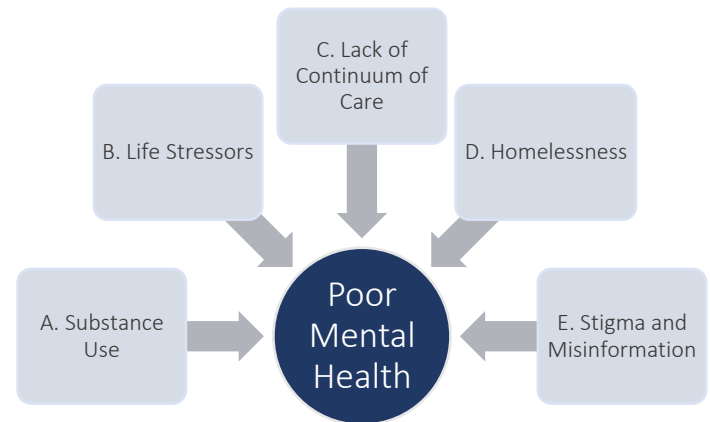 A. Substance
Use
B. Life Stressors
C. Lack of
Continuum of
Care
D. Homelessness
E. Stigma and
Misinformation
Poor
Mental
Health